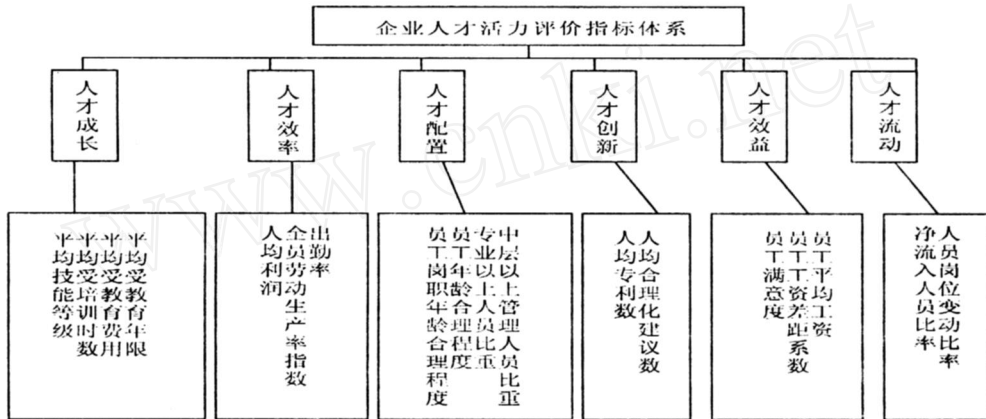 企业人才活力评价指标体系
人才成长
人才效率
人才配置
人才创新
人才效益
人才流动
平均受教育年限
平均受教育费用
平均受培训时数
平均技能等级
出勤率
企员劳动生产率指数
人均利润
中层以上管理人员比重
专业以上人员比重
员工年龄合理程度
员工岗职年龄合理程度
人均合理化建议数
人均专利数
员工平均工资
员工工资差距系数
员工满意度
人员岗位变动比率
净流入人员比率
www.cnki.net